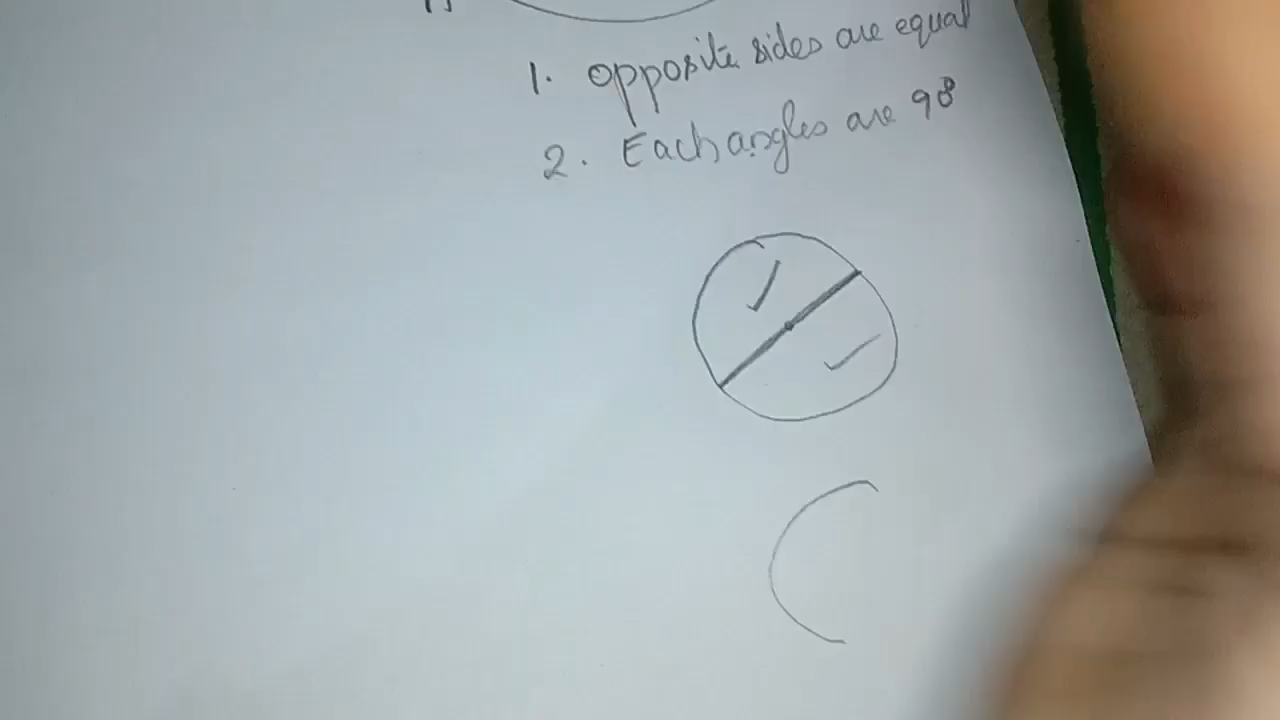 1. opposite sides are equal
2. Each angles are 90°